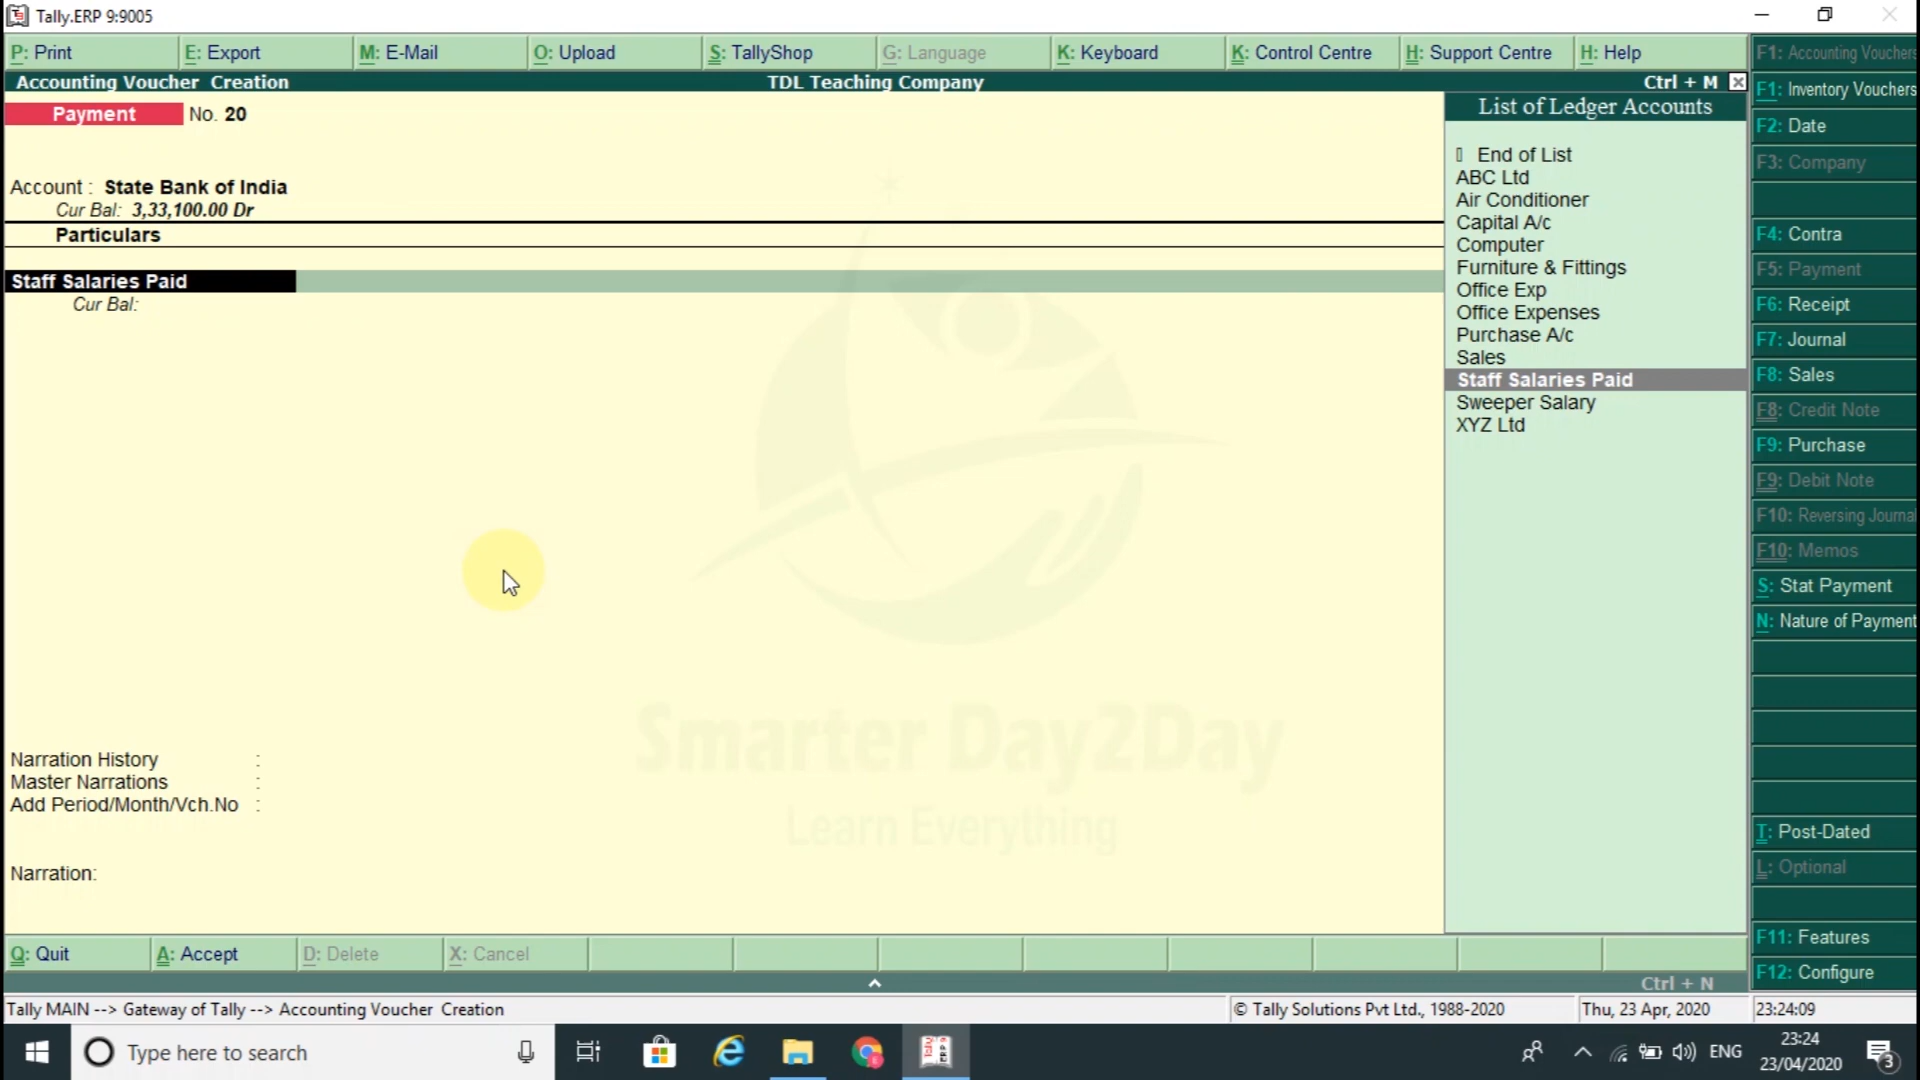 Tally.ERP 9:9005
P: Print
E: Export
M: E-Mail
O: Upload
S: TallyShop
G: Language
K: Keyboard
K: Control Centre
H: Support Centre
H: Help
Accounting Voucher Creation
TDL Teaching Company
Ctrl + M
Payment No. 20
Account : State Bank of India
Cur Bal: 3,33,100.00 Dr
Particulars
Staff Salaries Paid
Cur Bal:
Narration History :
Master Narrations :
Add Period/Month/Vch.No :
Narration:
Smarter Day2Day
Learn Everything
List of Ledger Accounts
End of List
ABC Ltd
Air Conditioner
Capital A/c
Computer
Furniture & Fittings
Office Exp
Office Expenses
Purchase A/c
Sales
Staff Salaries Paid
Sweeper Salary
XYZ Ltd
F1: Accounting Vouchers
F1: Inventory Vouchers
F2: Date
F3: Company
F4: Contra
F5: Payment
F6: Receipt
F7: Journal
F8: Sales
F8: Credit Note
F9: Purchase
F9: Debit Note
F10: Reversing Journal
F10: Memos
S: Stat Payment
N: Nature of Payment
T: Post-Dated
L: Optional
F11: Features
F12: Configure
Q: Quit
A: Accept
D: Delete
X: Cancel
Ctrl + N
Tally MAIN --> Gateway of Tally --> Accounting Voucher Creation
© Tally Solutions Pvt Ltd., 1988-2020
Thu, 23 Apr, 2020
23:24:09
Type here to search
ENG
23:24
23/04/2020
3